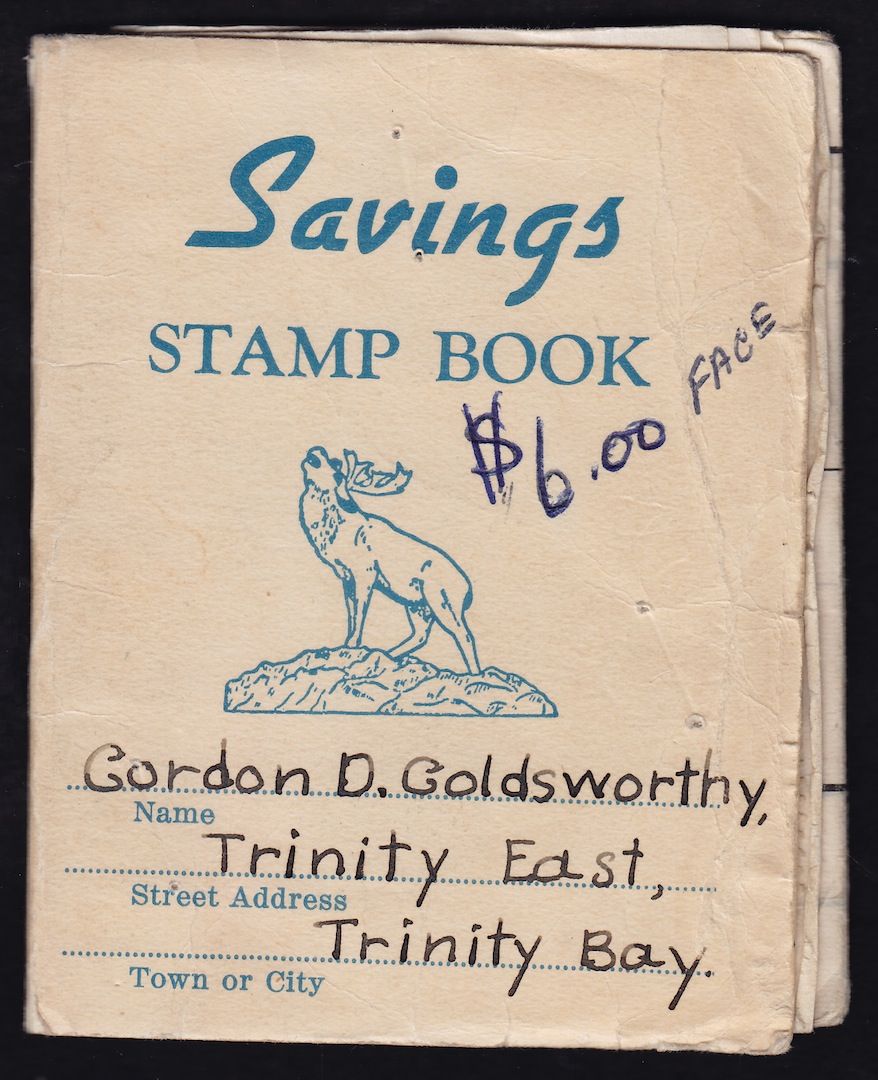 Savings
STAMP BOOK
$6.00 FACE
Gordon D. Goldsworthy,
Name
Trinity East,
Street Address
Trinity Bay.
Town or City